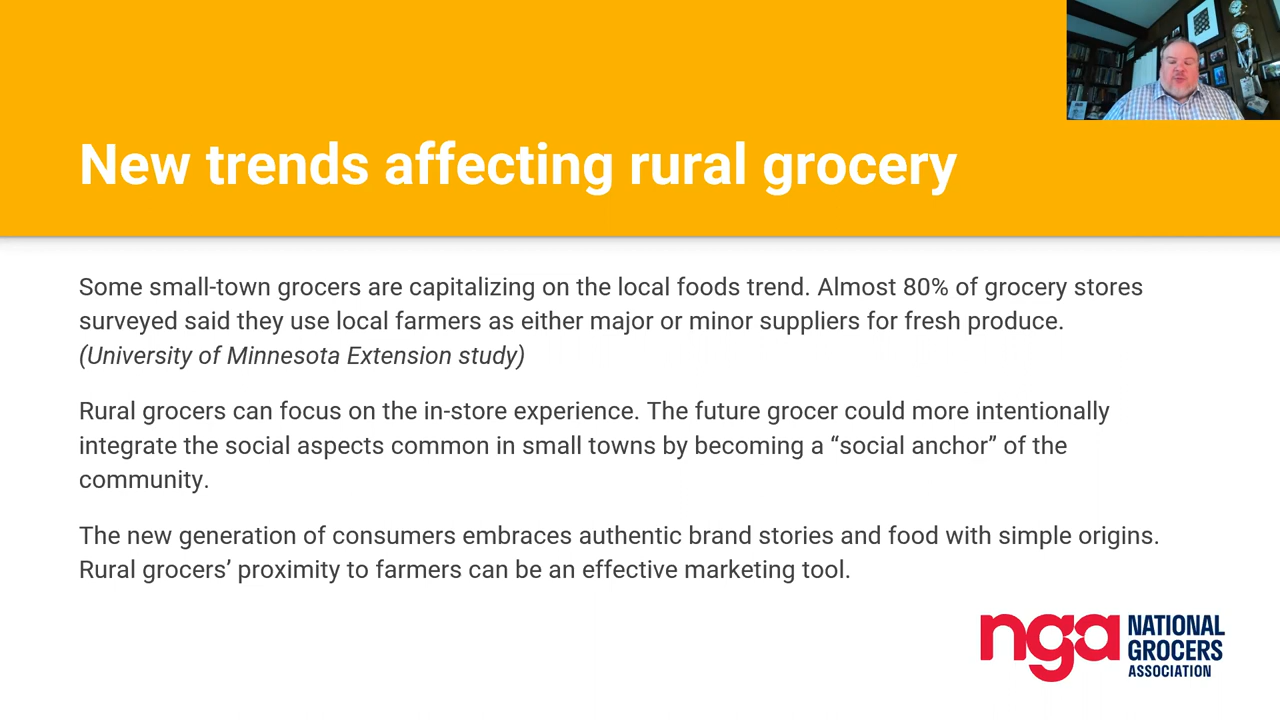 New trends affecting rural grocery
Some small-town grocers are capitalizing on the local foods trend. Almost 80% of grocery stores
surveyed said they use local farmers as either major or minor suppliers for fresh produce.
(University of Minnesota Extension study)
Rural grocers can focus on the in-store experience. The future grocer could more intentionally
integrate the social aspects common in small towns by becoming a “social anchor” of the
community.
The new generation of consumers embraces authentic brand stories and food with simple origins.
Rural grocers’ proximity to farmers can be an effective marketing tool.
nga
NATIONAL
GROCERS
ASSOCIATION